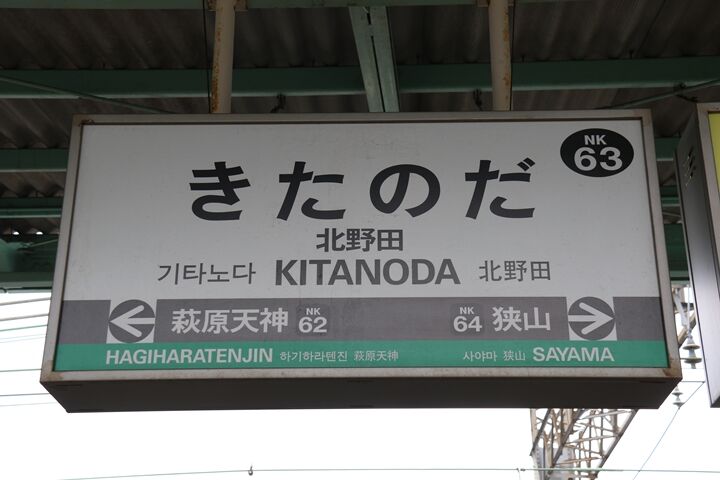 NK
63
きたのだ
北野田
기타노다 KITANODA 北野田
萩原天神 NK 62 NK 64 狭山
HAGIHARATENJIN 하기하라텐진 萩原天神 사야마 狭山 SAYAMA